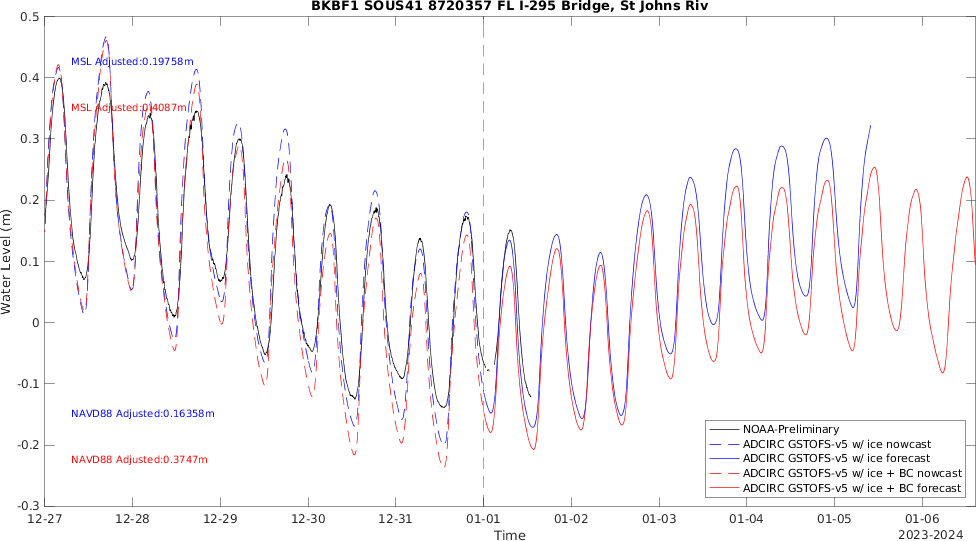 BKBF1 SOUS41 8720357 FL I-295 Bridge, St Johns Riv
0.5
0.4
0.3
0.2
0.1
0
-0.1
-0.2
-0.3
Water Level (m)
MSL Adjusted:0.19758m
MSL Adjusted:0.4087m
NAVD88 Adjusted:0.16358m
NAVD88 Adjusted:0.3747m
NOAA-Preliminary
ADCIRC GSTOFS-v5 w/ ice nowcast
ADCIRC GSTOFS-v5 w/ ice forecast
ADCIRC GSTOFS-v5 w/ ice + BC nowcast
ADCIRC GSTOFS-v5 w/ ice + BC forecast
12-27 12-28 12-29 12-30 12-31 01-01 01-02 01-03 01-04 01-05 01-06
Time
2023-2024